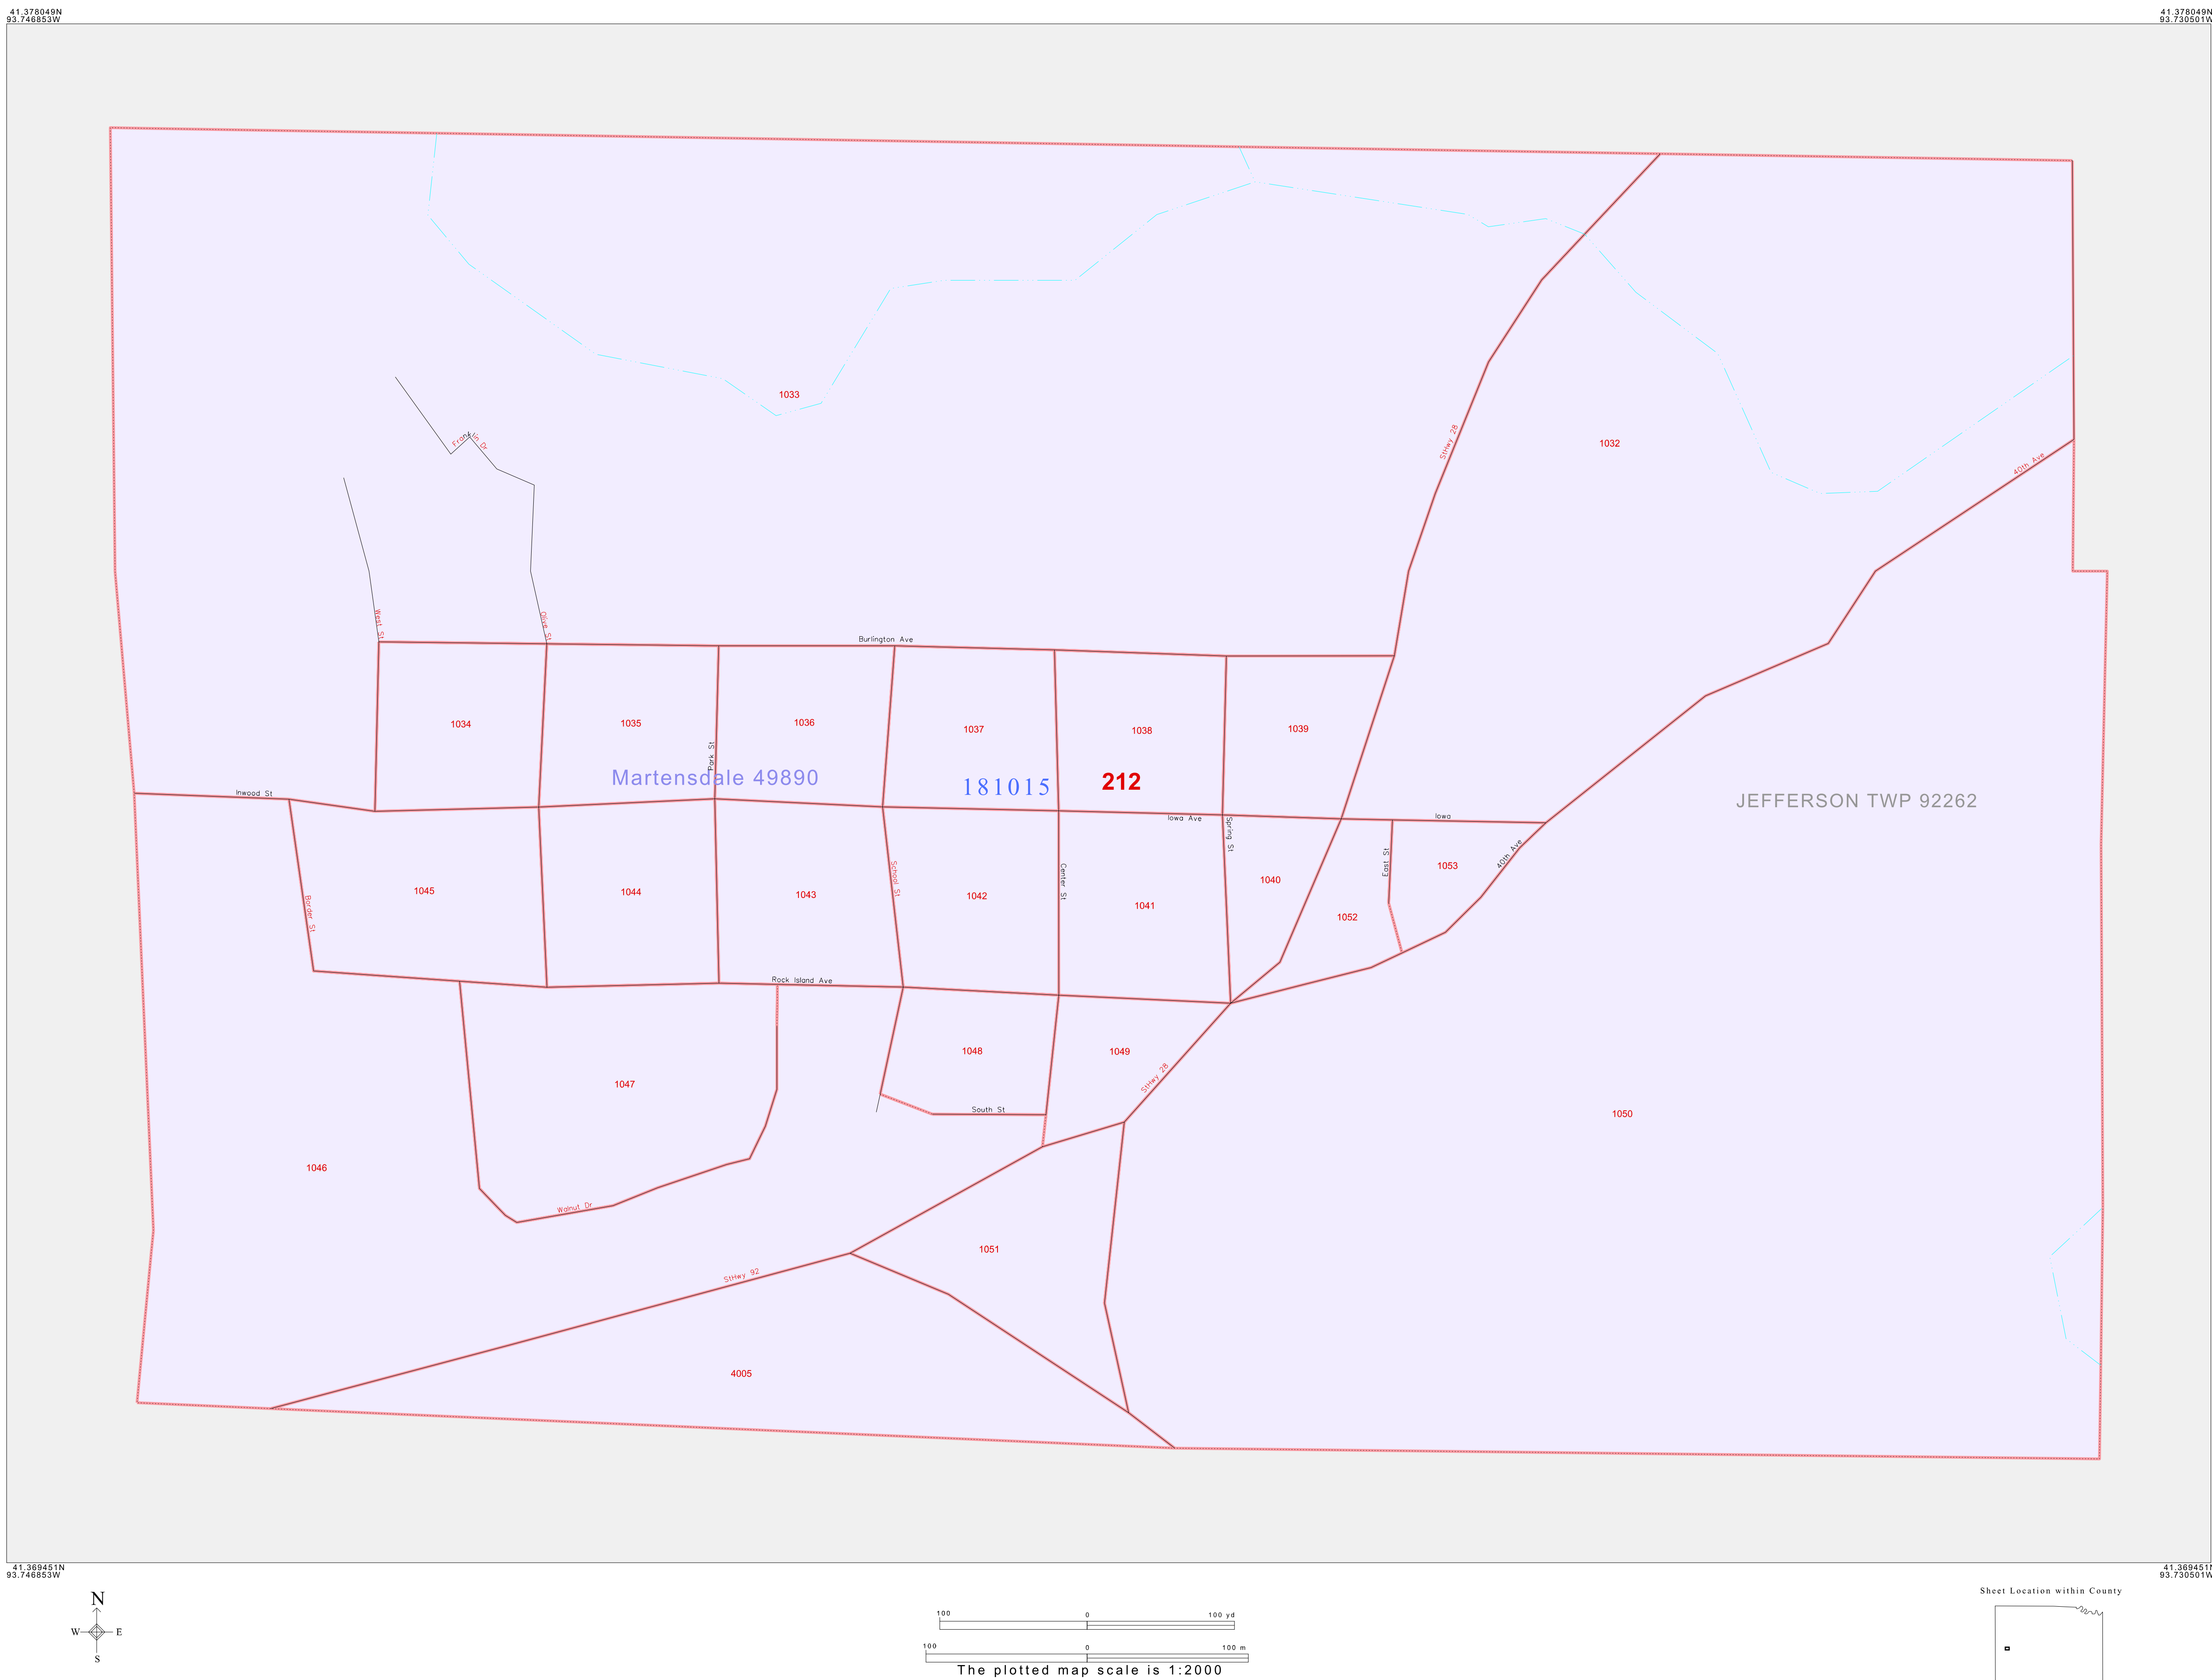 41.378049N
93.746853W
41.378049N
93.730501W
1033
StHwy 28
1032
Franklin Dr
40th Ave
West St
Olive St
Burlington Ave
1034
1035
1036
1037
1038
1039
Park St
Martensdale 49890
181015
212
JEFFERSON TWP 92262
Inwood St
Iowa Ave
Iowa
Spring St
East St
1053
40th Ave
1045
1044
1043
School St
1042
Center St
1041
1040
1052
Border St
Rock Island Ave
1048
1049
StHwy 28
1047
South St
1050
1046
Walnut Dr
1051
StHwy 92
4005
41.369451N
93.746853W
41.369451N
93.730501W
N
W
E
S
100
0
100 yd
100
0
100 m
The plotted map scale is 1:2000
Sheet Location within County